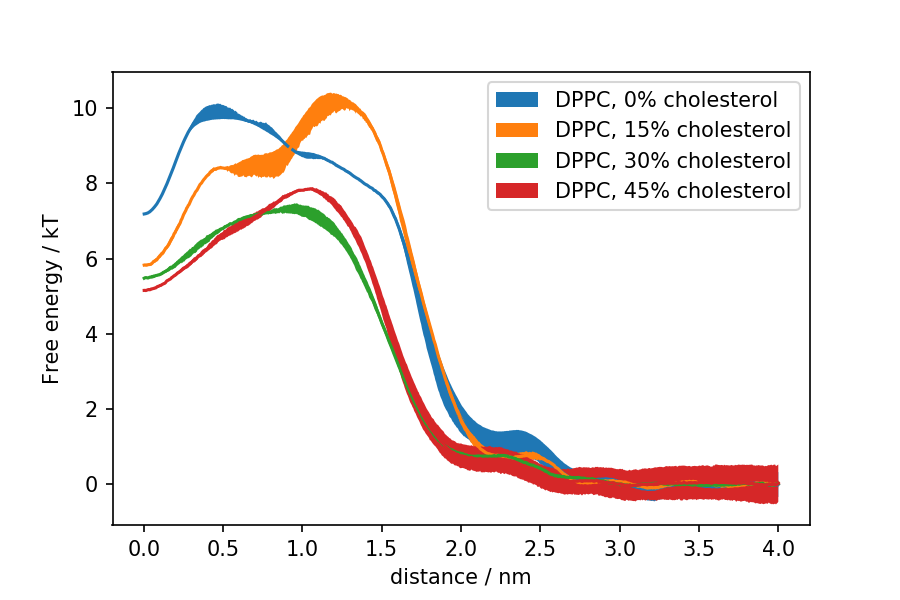 DPPC, 0% cholesterol
DPPC, 15% cholesterol
DPPC, 30% cholesterol
DPPC, 45% cholesterol
Free energy / kT
10
8
6
4
2
0
0.0 0.5 1.0 1.5 2.0 2.5 3.0 3.5 4.0
distance / nm